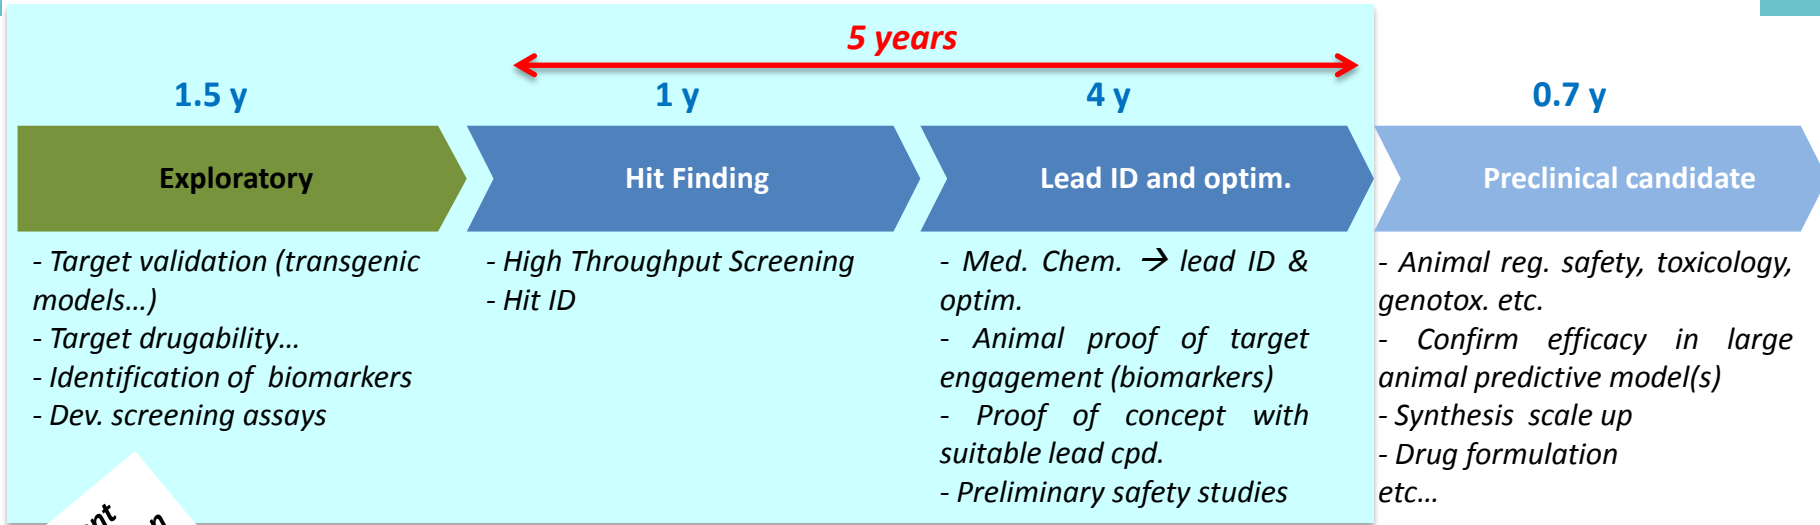 5 years
1.5 y
1 y
4 y
0.7 y
Exploratory
Hit Finding
Lead ID and optim.
Preclinical candidate
- Target validation (transgenic
models…)
- Target drugability…
- Identification of biomarkers
- Dev. screening assays
- High Throughput Screening
- Hit ID
- Med. Chem. → lead ID &
optim.
- Animal proof of target
engagement (biomarkers)
- Proof of concept with
suitable lead cpd.
- Preliminary safety studies
- Animal reg. safety, toxicology,
genotox. etc.
- Confirm efficacy in large
animal predictive model(s)
- Synthesis scale up
- Drug formulation
etc…